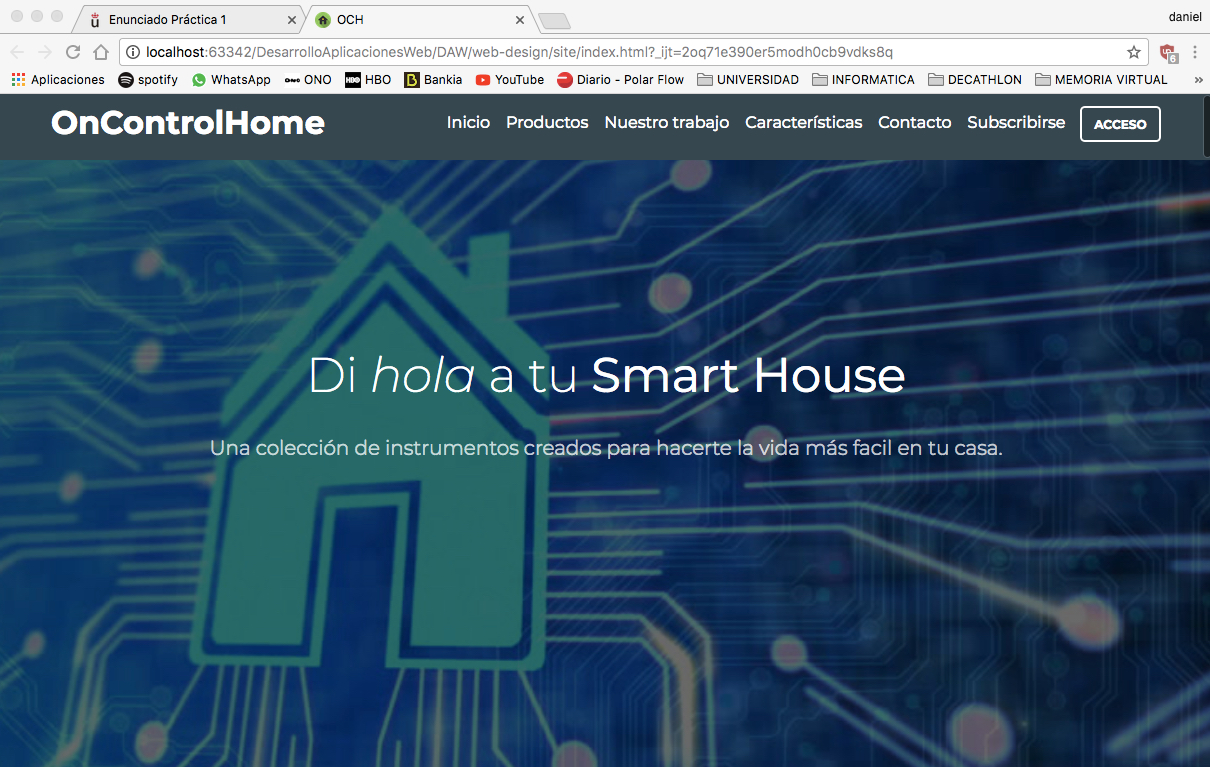 Enunciado Práctica 1
OCH
daniel
localhost:63342/DesarrolloAplicacionesWeb/DAW/web-design/site/index.html?_ijt=2oq71e390er5modh0cb9vdks8q
6
Aplicaciones spotify WhatsApp ONO HBO HBO Bankia YouTube Diario - Polar Flow UNIVERSIDAD INFORMATICA DECATHLON MEMORIA VIRTUAL »
OnControlHome
Inicio Productos Nuestro trabajo Características Contacto Subscribirse ACCESO
Di hola a tu Smart House
Una colección de instrumentos creados para hacerte la vida más facil en tu casa.